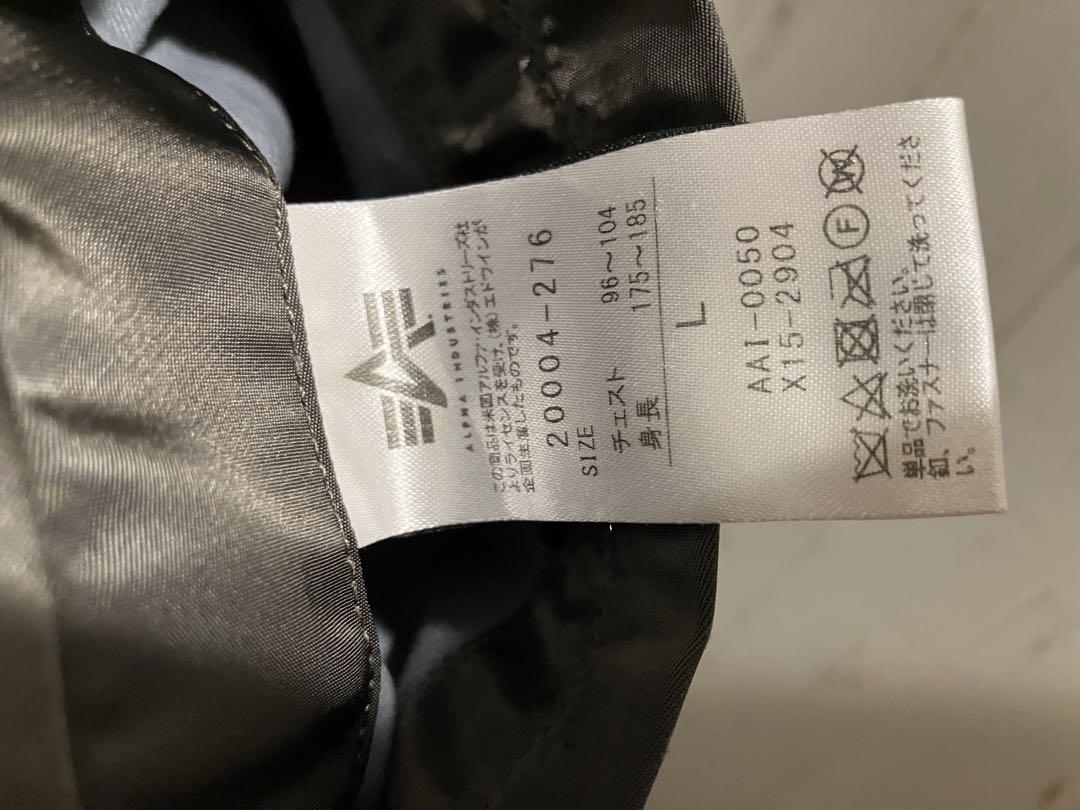 ALPHA INDUSTRIES
この商品は米国アルファ・インダストリーズ社
よりライセンスを受け、(株)エドウインが
企画生産したものです。
20004-276
SIZE
チェスト 96〜104
身長 175〜185
L
AAI-0050
X15-2904
F W
単品でお洗いください。
釦、ファスナーは閉じて洗ってくださ
い。